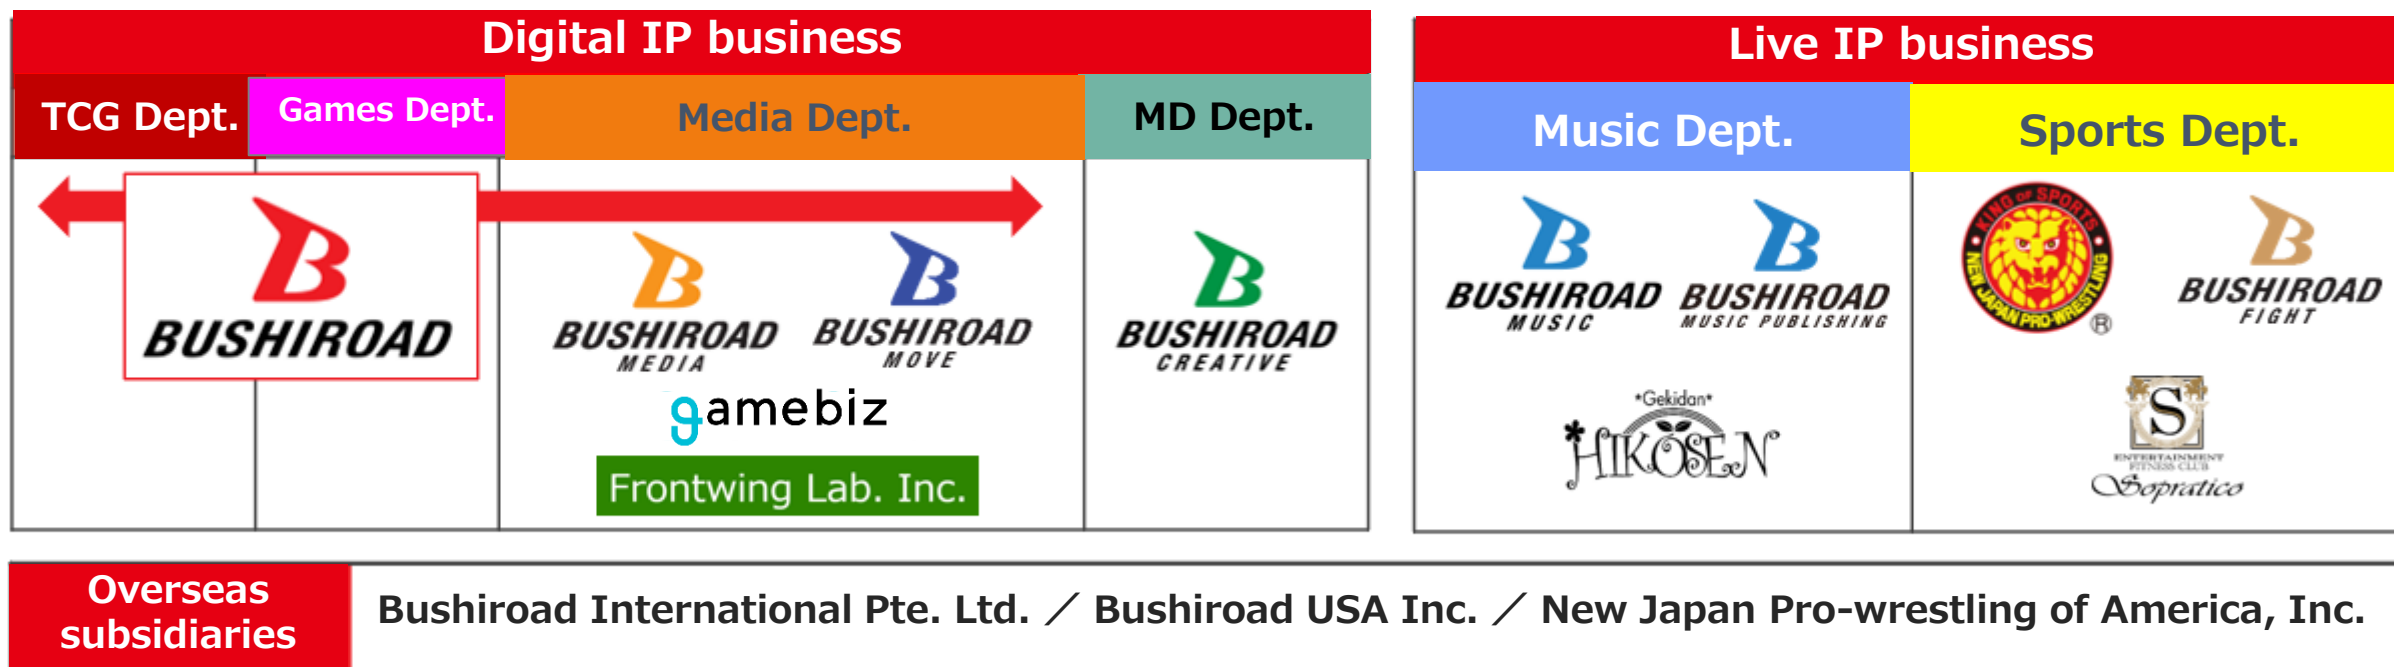 Digital IP business
TCG Dept.
Games Dept.
Media Dept.
MD Dept.
BUSHIROAD
BUSHIROAD
MEDIA
BUSHIROAD
MOVE
gamebiz
Frontwing Lab. Inc.
BUSHIROAD
CREATIVE
Live IP business
Music Dept.
Sports Dept.
BUSHIROAD
MUSIC
BUSHIROAD
MUSIC PUBLISHING
*Gekidan*
HIKOSEN
KING OF SPORTS
NEW JAPAN PRO-WRESTLING
®
BUSHIROAD
FIGHT
S
ENTERTAINMENT
FITNESS CLUB
Sopratico
Overseas
subsidiaries
Bushiroad International Pte. Ltd. ／ Bushiroad USA Inc. ／ New Japan Pro-wrestling of America, Inc.